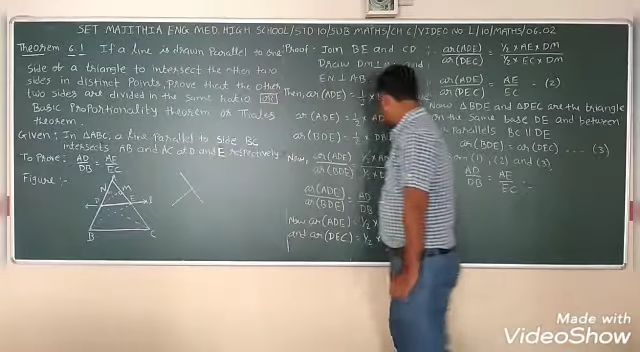 SET MAJITHIA ENG MED HIGH SCHOOL/STD 10/SUB MATHS/CH 6/VIDEO NO L/10/MATHS/06.02
Theorem 6.1 If a line is drawn Parallel to one
Side of a triangle to intersect the other two
sides in distinct Points, prove that the other
two sides are divided in the Same ratio OR
Basic Proportionality theorem or Thales
theorem.
Given: In ΔABC, a line Parallel to side BC
intersects AB and AC at D and E respectively
To Prove: AD/DB = AE/EC
Figure:-
N M
D E
B C
Proof- Join BE and CD
Draw DM ⊥
EN ⊥ AB
Then, ar(ADE) = 1/2 ×
ar(ADE) = 1/2 ×
ar(BDE) = 1/2 ×
Now, ar(ADE)/ar(BDE) =
ar(ADE)/ar(BDE) = AD/DB
Now ar(ADE) = 1/2 ×
and ar(DEC) = 1/2 ×
∴ ar(ADE)/ar(DEC) = 1/2 × AE × DM / 1/2 × EC × DM
ar(ADE)/ar(DEC) = AE/EC - (2)
Now ΔBDE and ΔDEC are the triangle
on the same base DE and between
Parallels BC || DE
ar(BDE) = ar(DEC) ... (3)
(1), (2) and (3)
AD/DB = AE/EC :-
Made with
VideoShow